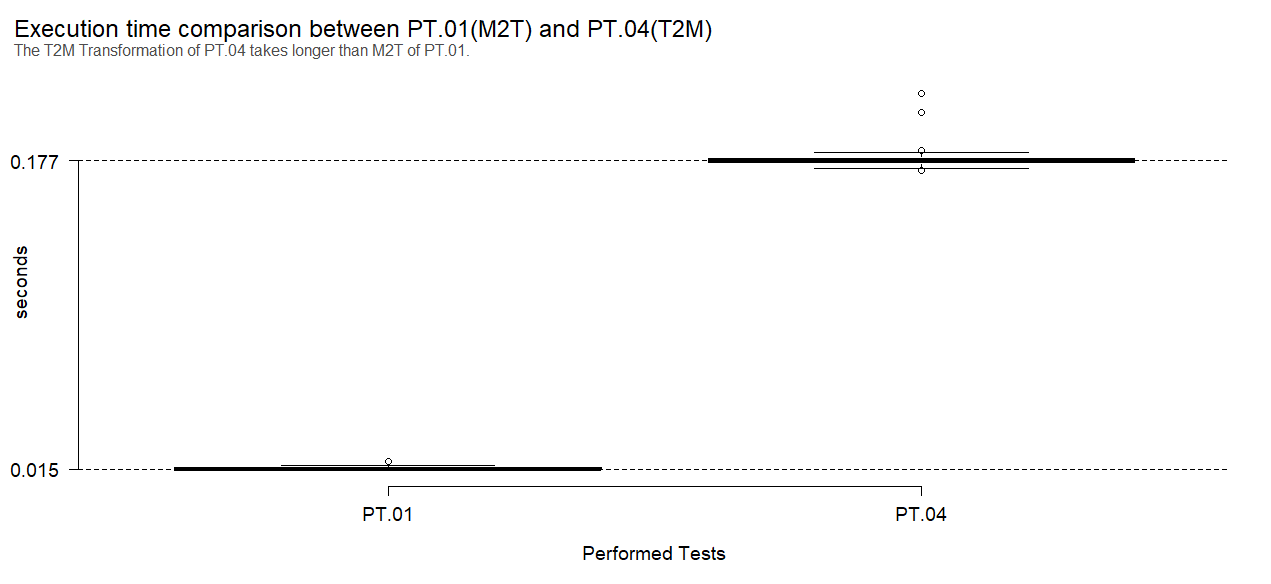 Execution time comparison between PT.01(M2T) and PT.04(T2M)
The T2M Transformation of PT.04 takes longer than M2T of PT.01.
0.177
seconds
0.015
PT.01
PT.04
Performed Tests